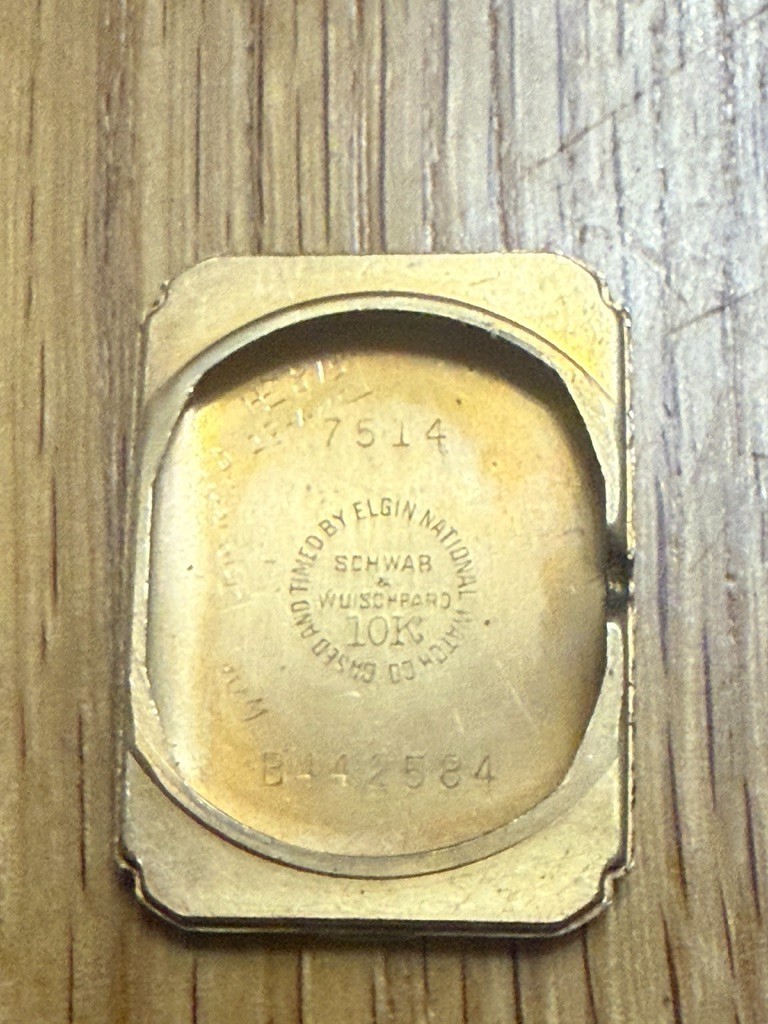 7514
CASED AND TIMED BY ELGIN NATIONAL WATCH CO
SCHWAB
&
WUISCHPARD
10K
B442584